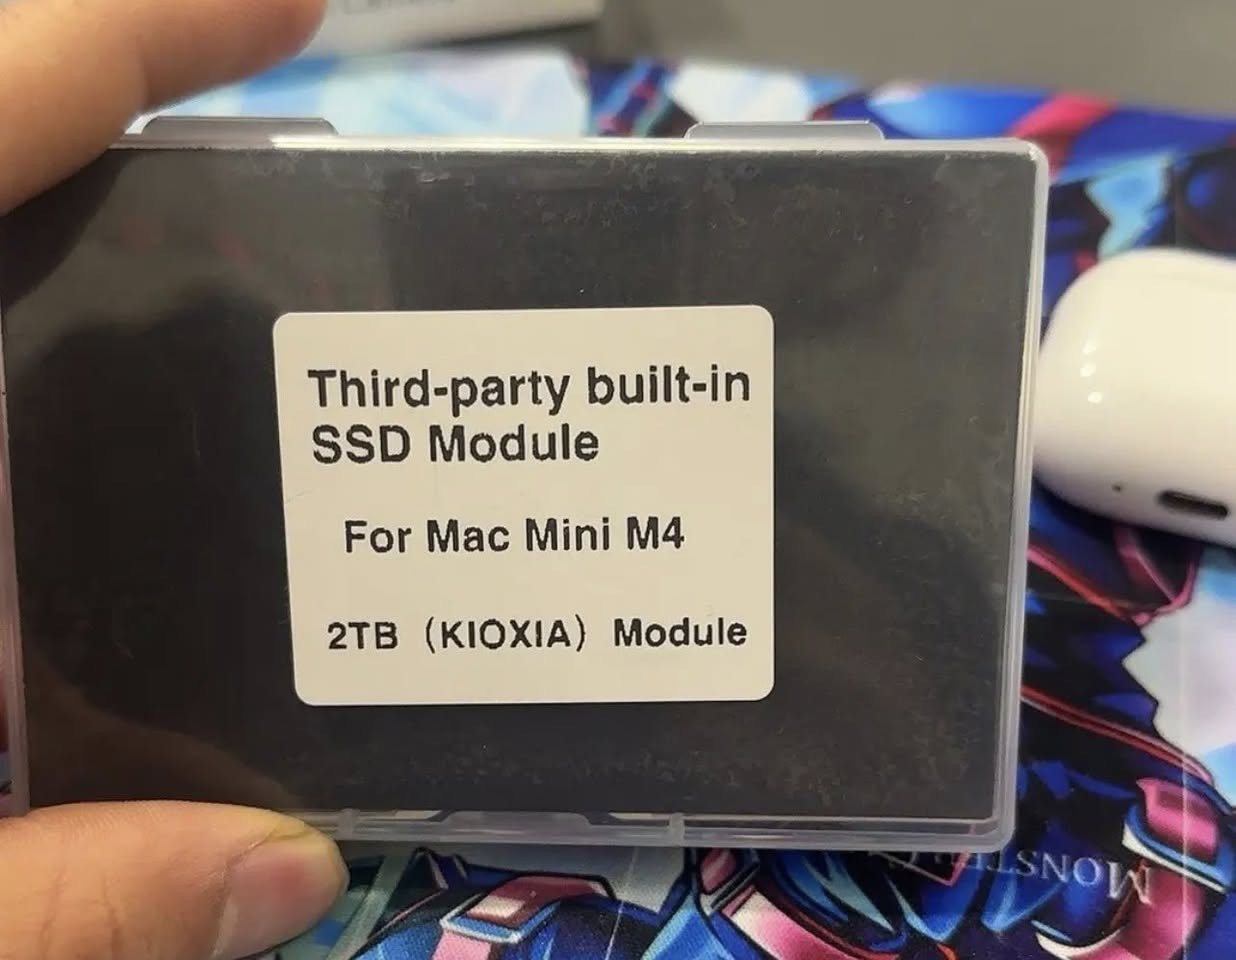 Third-party built-in
SSD Module
For Mac Mini M4
2TB （KIOXIA） Module